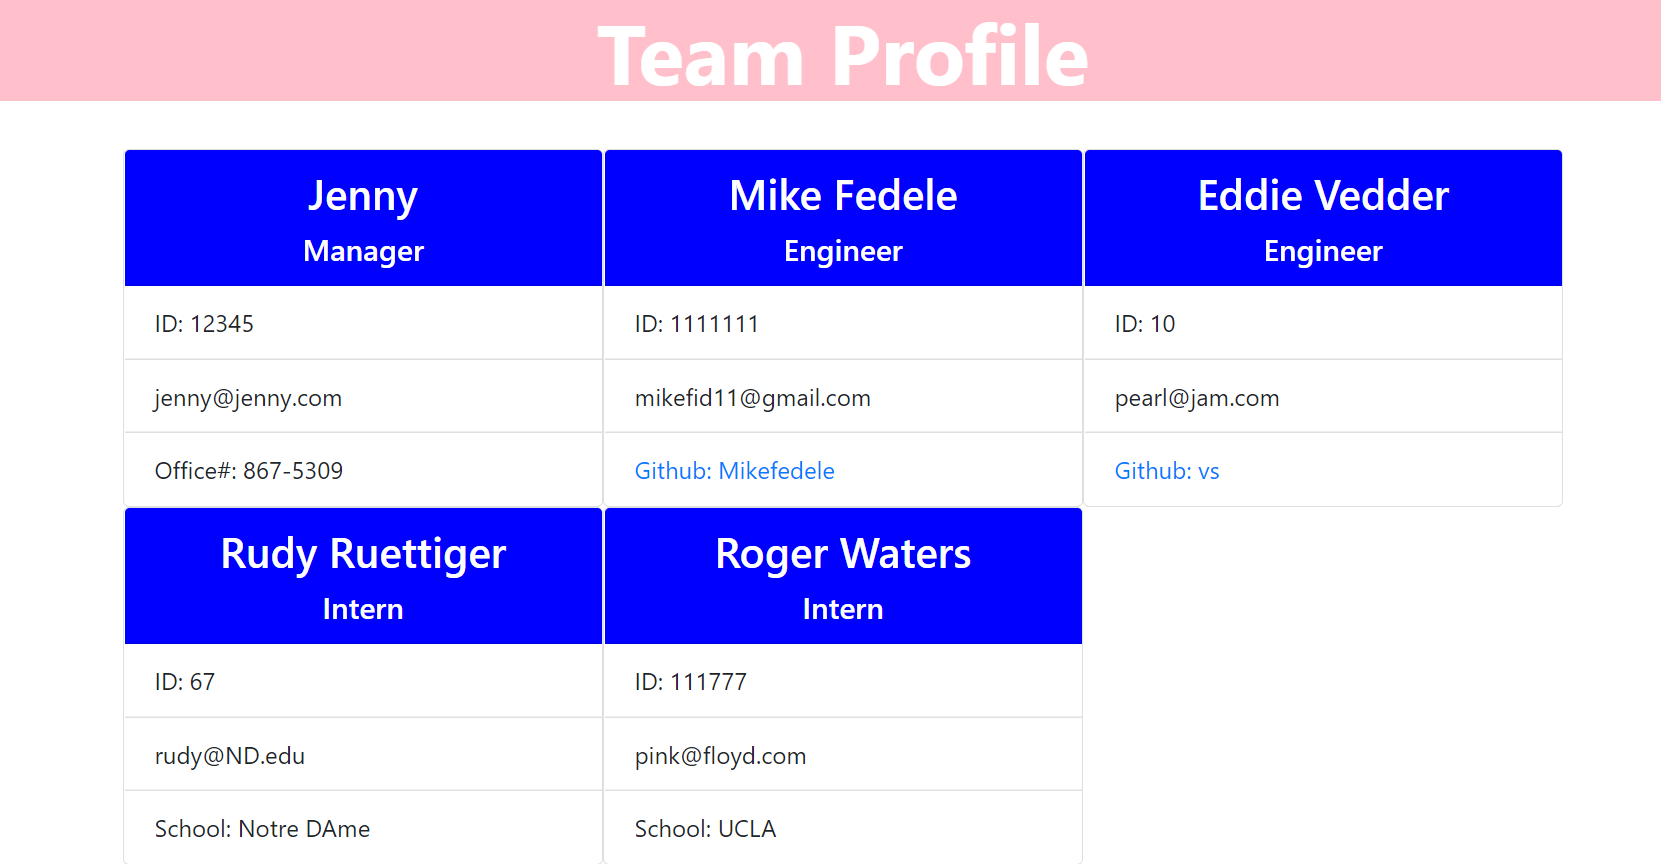 Team Profile
Jenny
Manager
ID: 12345
jenny@jenny.com
Office#: 867-5309
Mike Fedele
Engineer
ID: 1111111
mikefid11@gmail.com
Github: Mikefedele
Eddie Vedder
Engineer
ID: 10
pearl@jam.com
Github: vs
Rudy Ruettiger
Intern
ID: 67
rudy@ND.edu
School: Notre DAme
Roger Waters
Intern
ID: 111777
pink@floyd.com
School: UCLA